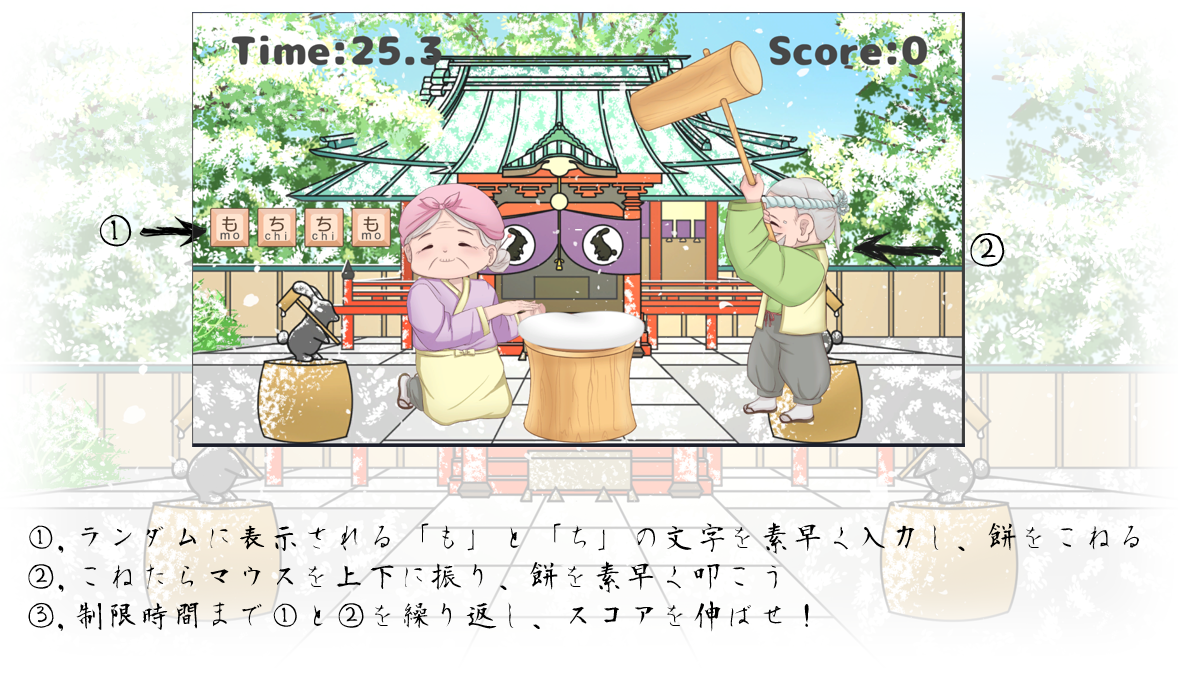 Time:25.3
Score:0
も ち ち も
mo chi chi mo
①
②
①,ランダムに表示される「も」と「ち」の文字を素早く入力し、餅をこねる
②,こねたらマウスを上下に振り、餅を素早く叩こう
③,制限時間まで①と②を繰り返し、スコアを伸ばせ!